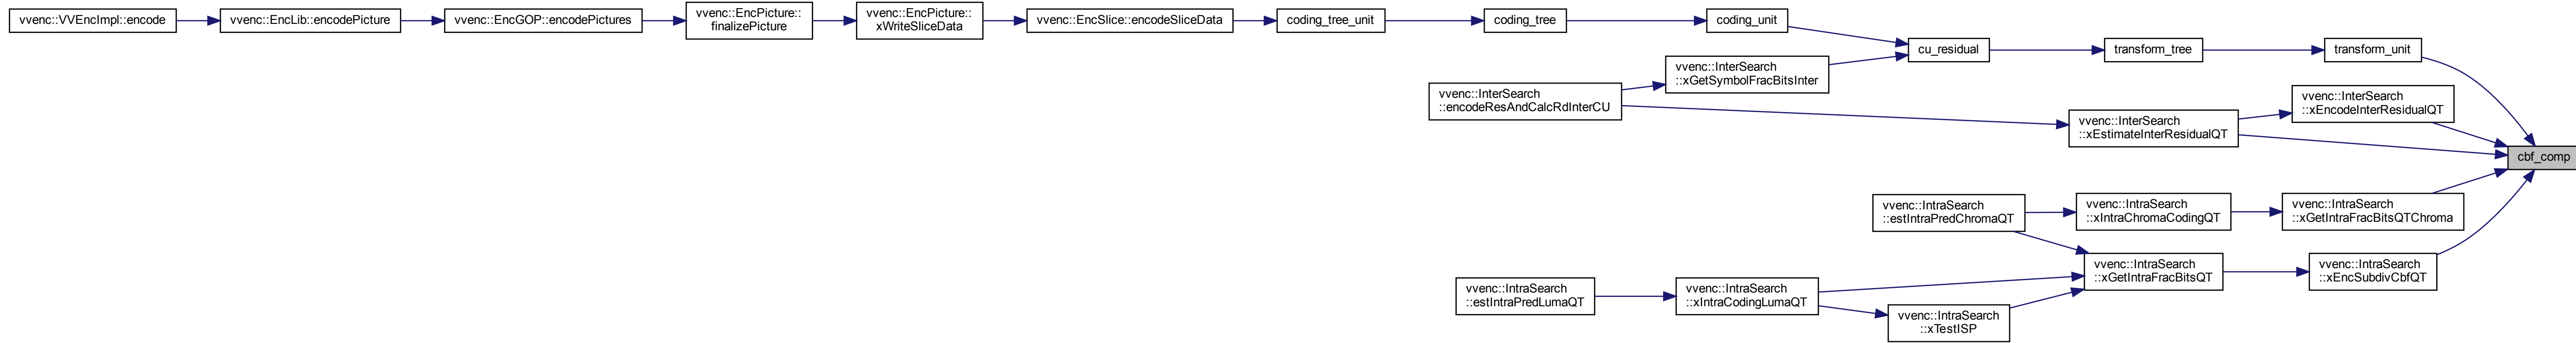 vvenc::VVEncImpl::encode
vvenc::EncLib::encodePicture
vvenc::EncGOP::encodePictures
vvenc::EncPicture::
finalizePicture
vvenc::EncPicture::
xWriteSliceData
vvenc::EncSlice::encodeSliceData
coding_tree_unit
coding_tree
coding_unit
cu_residual
transform_tree
transform_unit
vvenc::InterSearch
::xGetSymbolFracBitsInter
vvenc::InterSearch
::encodeResAndCalcRdInterCU
vvenc::InterSearch
::xEncodeInterResidualQT
vvenc::InterSearch
::xEstimateInterResidualQT
cbf_comp
vvenc::IntraSearch
::estIntraPredChromaQT
vvenc::IntraSearch
::xIntraChromaCodingQT
vvenc::IntraSearch
::xGetIntraFracBitsQTChroma
vvenc::IntraSearch
::xGetIntraFracBitsQT
vvenc::IntraSearch
::xEncSubdivCbfQT
vvenc::IntraSearch
::estIntraPredLumaQT
vvenc::IntraSearch
::xIntraCodingLumaQT
vvenc::IntraSearch
::xTestISP